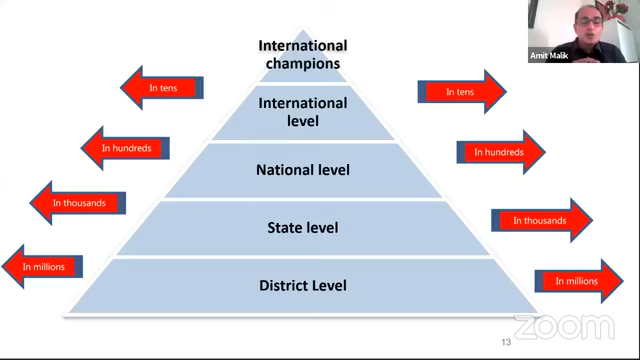 International
champions
Amit Malik
In tens
In tens
International
level
In hundreds
In hundreds
National level
In thousands
In thousands
State level
In millions
In millions
District Level
zoom
13